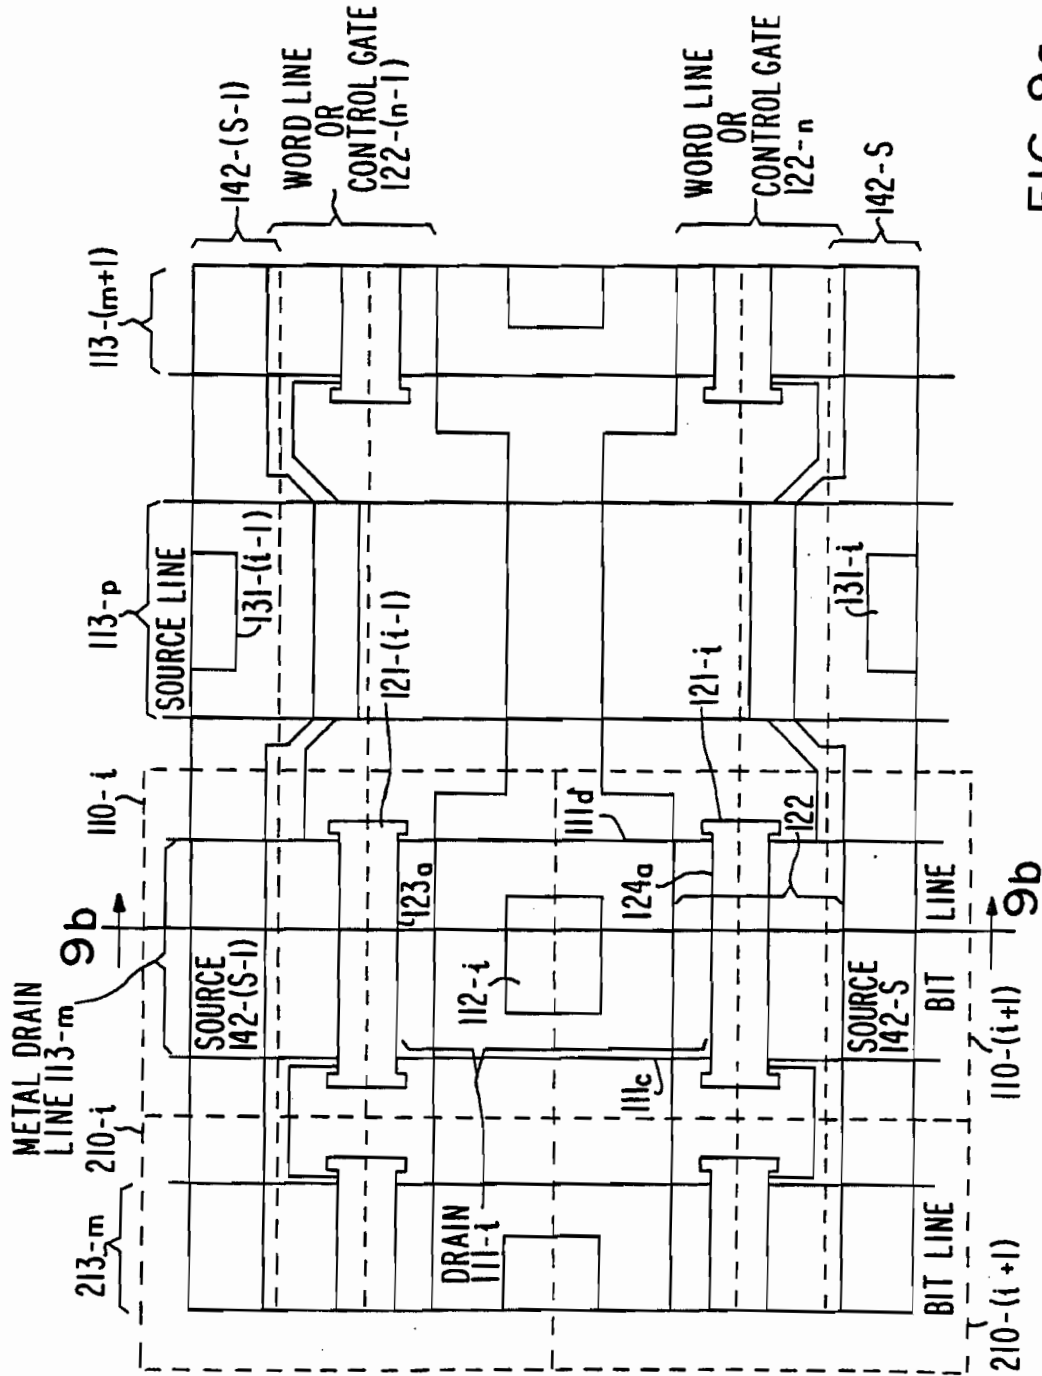 METAL DRAIN
LINE 113-m
213-m
210-i
9b
110-i
113-p
SOURCE LINE
113-(m+1)
142-(S-1)
WORD LINE
OR
CONTROL GATE
122-(n-1)
SOURCE
142-(S-1)
131-(i-1)
121-(i-1)
123a
DRAIN
111-i
112-i
111d
111c
124a
121-i
122
131-i
WORD LINE
OR
CONTROL GATE
122-n
142-S
SOURCE
142-S
BIT LINE
BIT LINE
210-(i+1)
110-(i+1)
9b